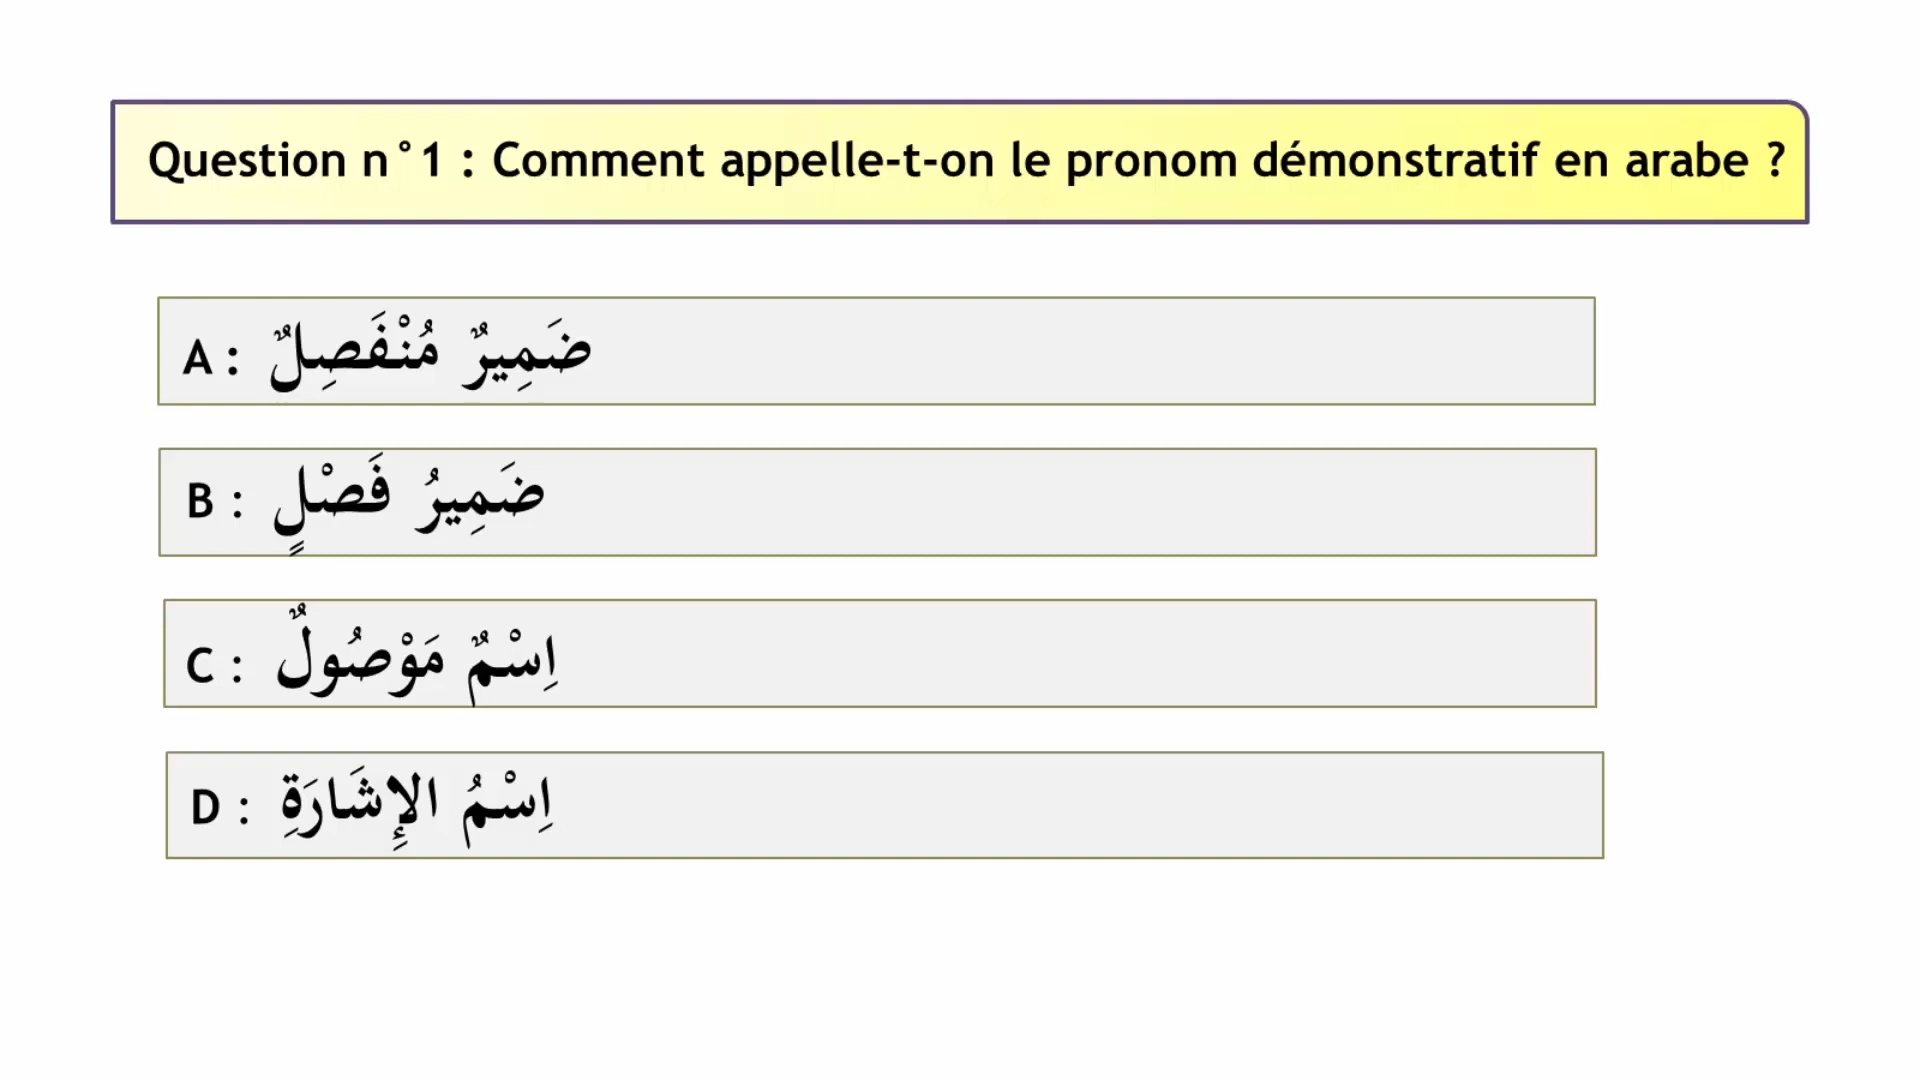 Question n°1 : Comment appelle-t-on le pronom démonstratif en arabe ?
A : ضَمِيرٌ مُنْفَصِلٌ
B : ضَمِيرُ فَصْلٍ
C : اِسْمٌ مَوْصُولٌ
D : اِسْمُ الإِشَارَةِ